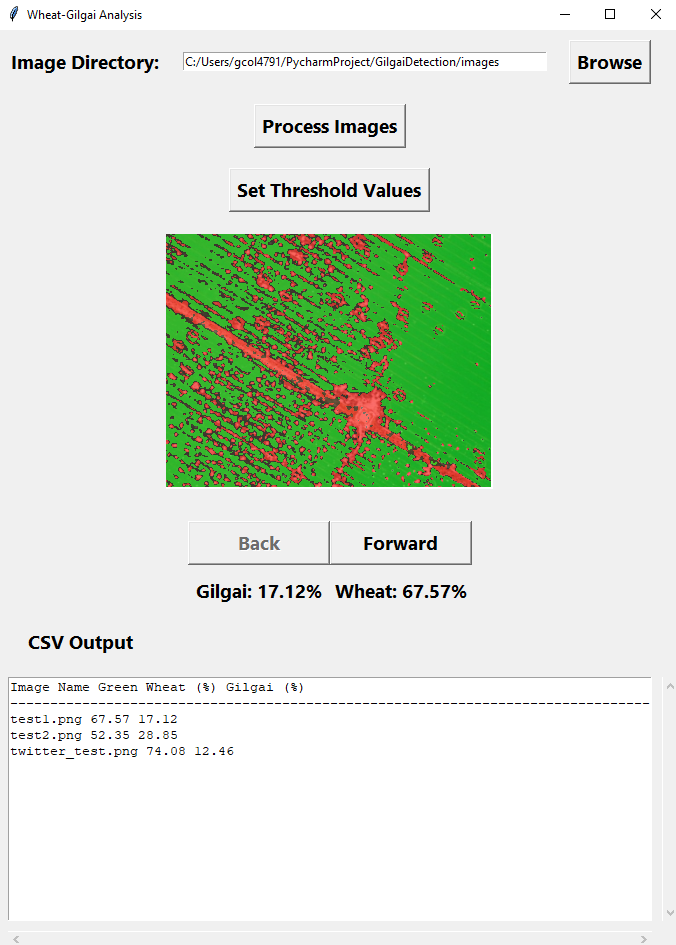 Wheat-Gilgai Analysis
Image Directory: C:/Users/gcol4791/PycharmProject/GilgaiDetection/images Browse
Process Images
Set Threshold Values
Back Forward
Gilgai: 17.12% Wheat: 67.57%
CSV Output
Image Name Green Wheat (%) Gilgai (%)
--------------------------------------------------------------------------------
test1.png 67.57 17.12
test2.png 52.35 28.85
twitter_test.png 74.08 12.46